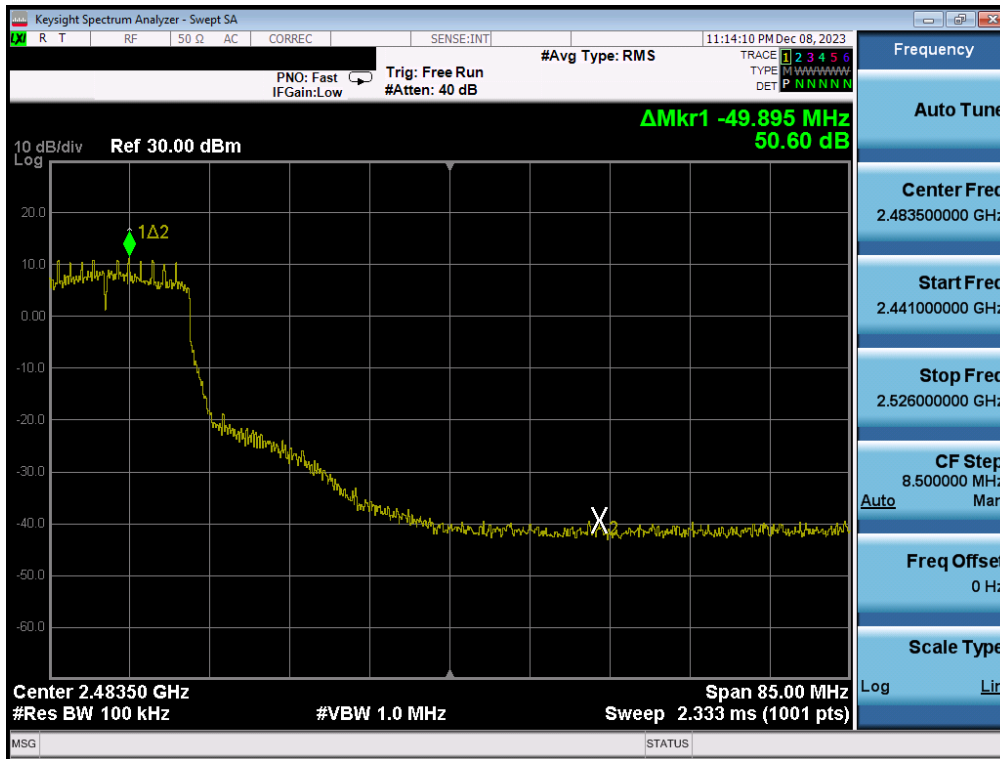 Keysight Spectrum Analyzer - Swept SA
LXI R T RF 50 Ω AC CORREC SENSE:INT 11:14:10 PM Dec 08, 2023
#Avg Type: RMS
TRACE 1 2 3 4 5 6
TYPE M WWWWW
DET P N N N N N
PNO: Fast
IFGain:Low
Trig: Free Run
#Atten: 40 dB
ΔMkr1 -49.895 MHz
50.60 dB
10 dB/div Ref 30.00 dBm
Log
20.0
1Δ2
10.0
0.00
-10.0
-20.0
-30.0
-40.0
X
2
-50.0
-60.0
Center 2.48350 GHz Span 85.00 MHz
#Res BW 100 kHz #VBW 1.0 MHz Sweep 2.333 ms (1001 pts)
MSG STATUS
Frequency
Auto Tune
Center Freq
2.483500000 GHz
Start Freq
2.441000000 GHz
Stop Freq
2.526000000 GHz
CF Step
8.500000 MHz
Auto Man
Freq Offset
0 Hz
Scale Type
Log Lin